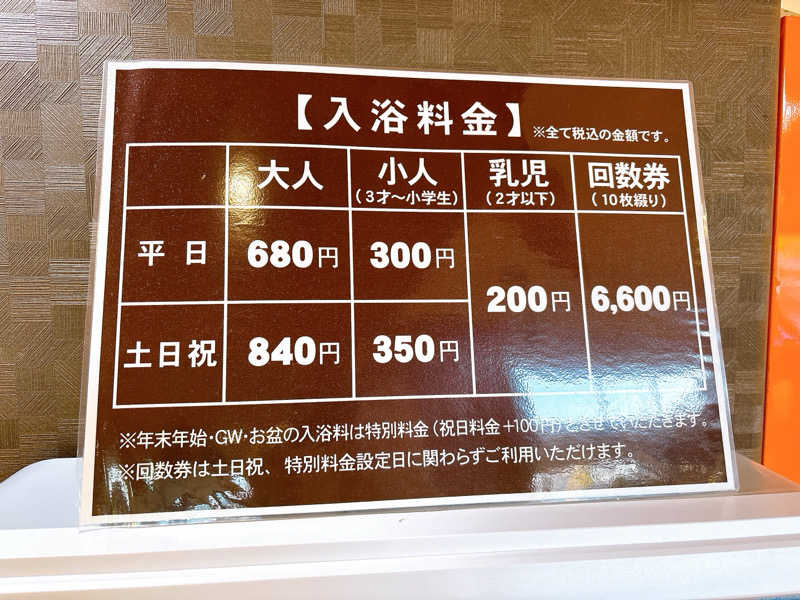 【入浴料金】 ※全て税込の金額です。
大人 小人 乳児 回数券
(3才～小学生) (2才以下) (10枚綴り)
平日 680円 300円
200円 6,600円
土日祝 840円 350円
※年末年始・GW・お盆の入浴料は特別料金(祝日料金+100円)とさせていただきます。
※回数券は土日祝、特別料金設定日に関わらずご利用いただけます。